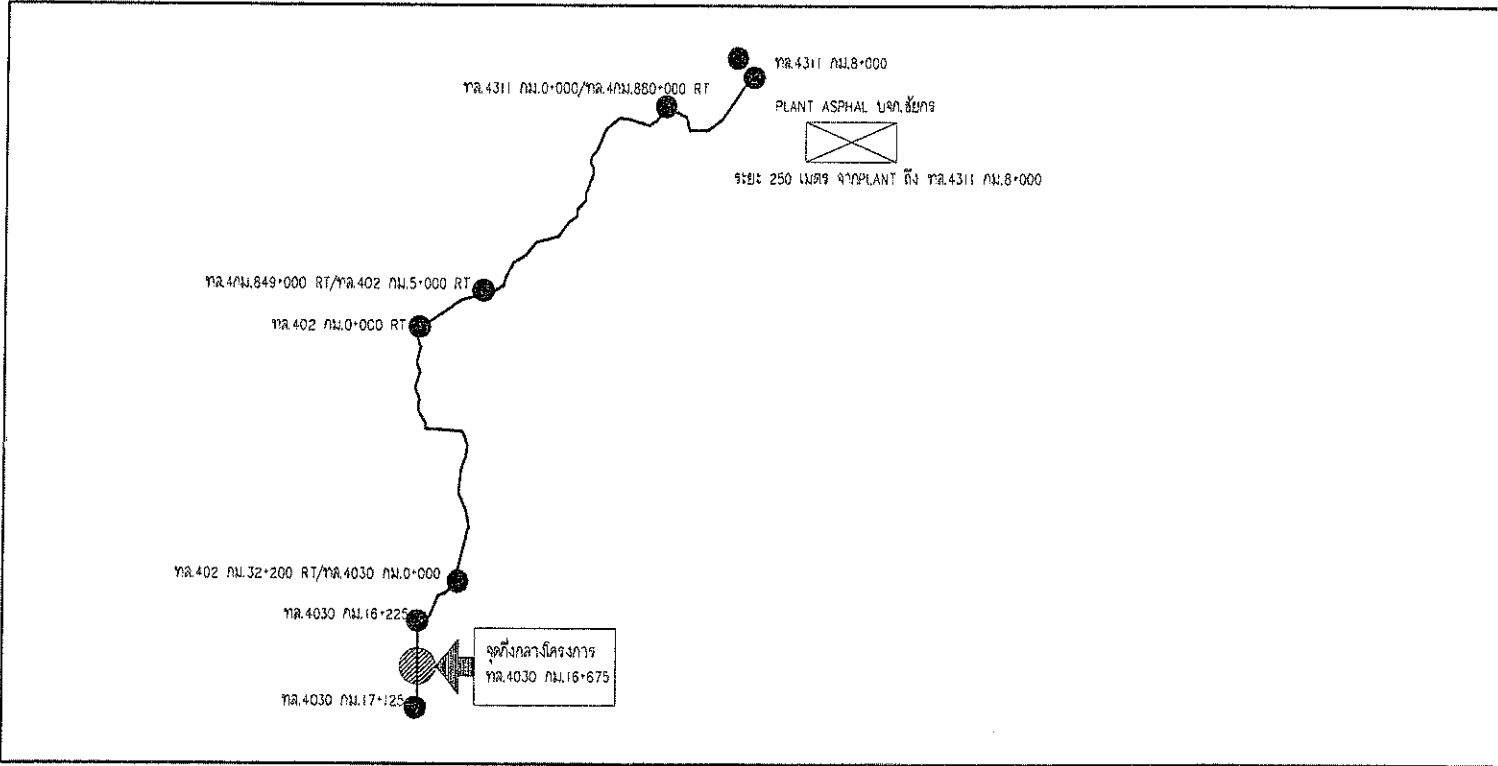 ทล.4311 กม.8+000
ทล.4311 กม.0+000/ทล.4กม.880+000 RT
PLANT ASPHAL บจก.ชัยกร
ระยะ 250 เมตร จากPLANT ถึง ทล.4311 กม.8+000
ทล.4กม.849+000 RT/ทล.402 กม.5+000 RT
ทล.402 กม.0+000 RT
ทล.402 กม.32+200 RT/ทล.4030 กม.0+000
ทล.4030 กม.16+225
จุดกึ่งกลางโครงการ
ทล.4030 กม.16+675
ทล.4030 กม.17+125